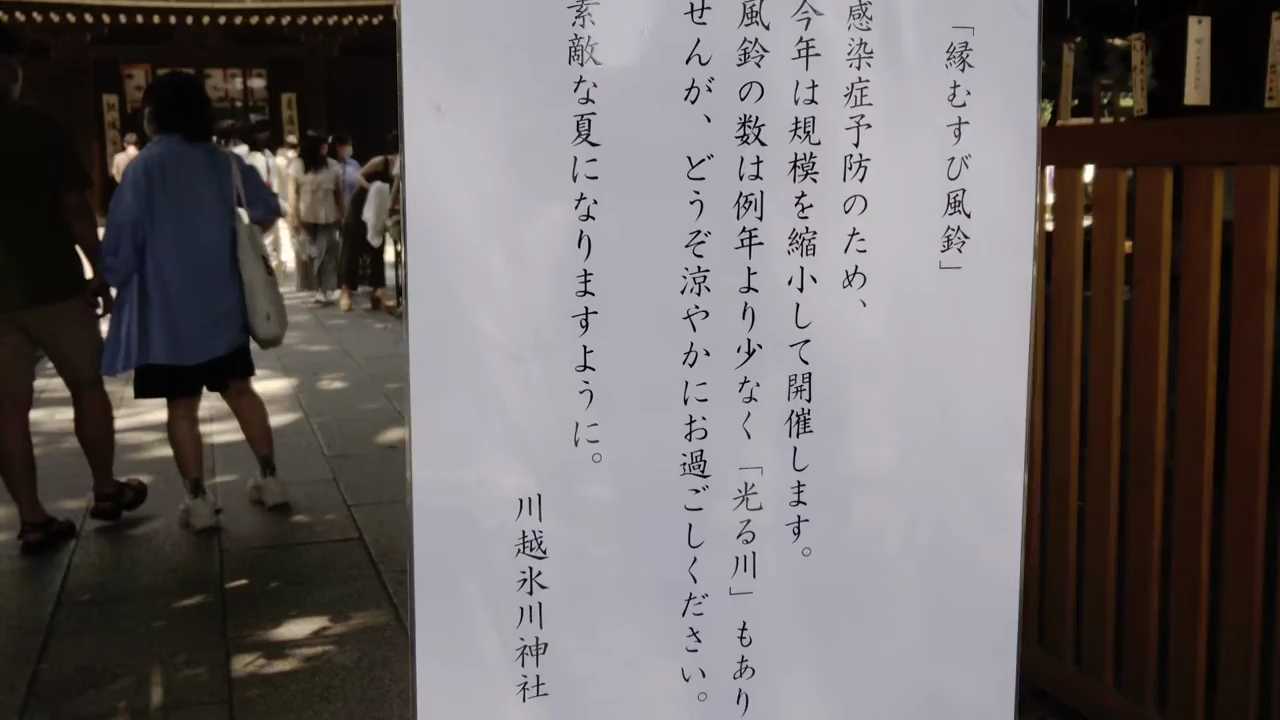 「縁むすび風鈴」
感染症予防のため、
今年は規模を縮小して開催します。
風鈴の数は例年より少なく「光る川」もあり
せんが、どうぞ涼やかにお過ごしください。
素敵な夏になりますように。
川越氷川神社